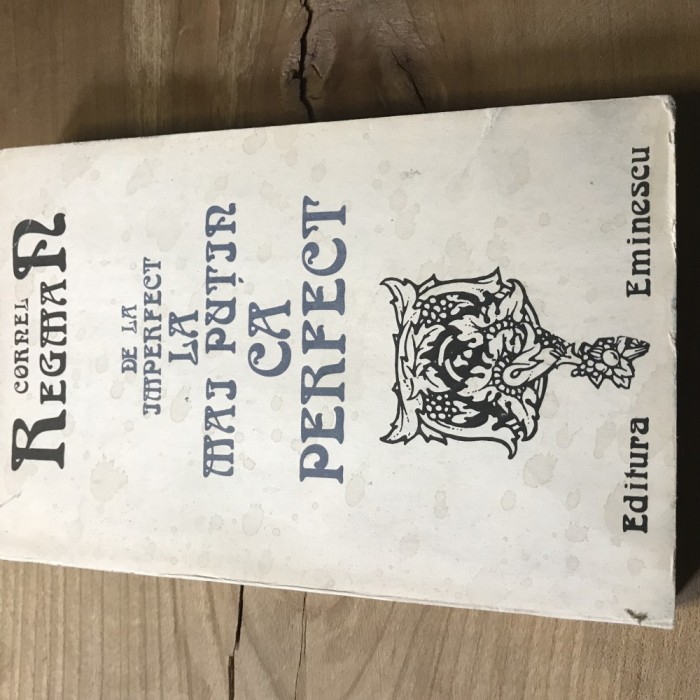 CORNEL
REGMAN
DE LA
IMPERFECT
LA
MAI PUȚIN
CA
PERFECT
Editura Eminescu